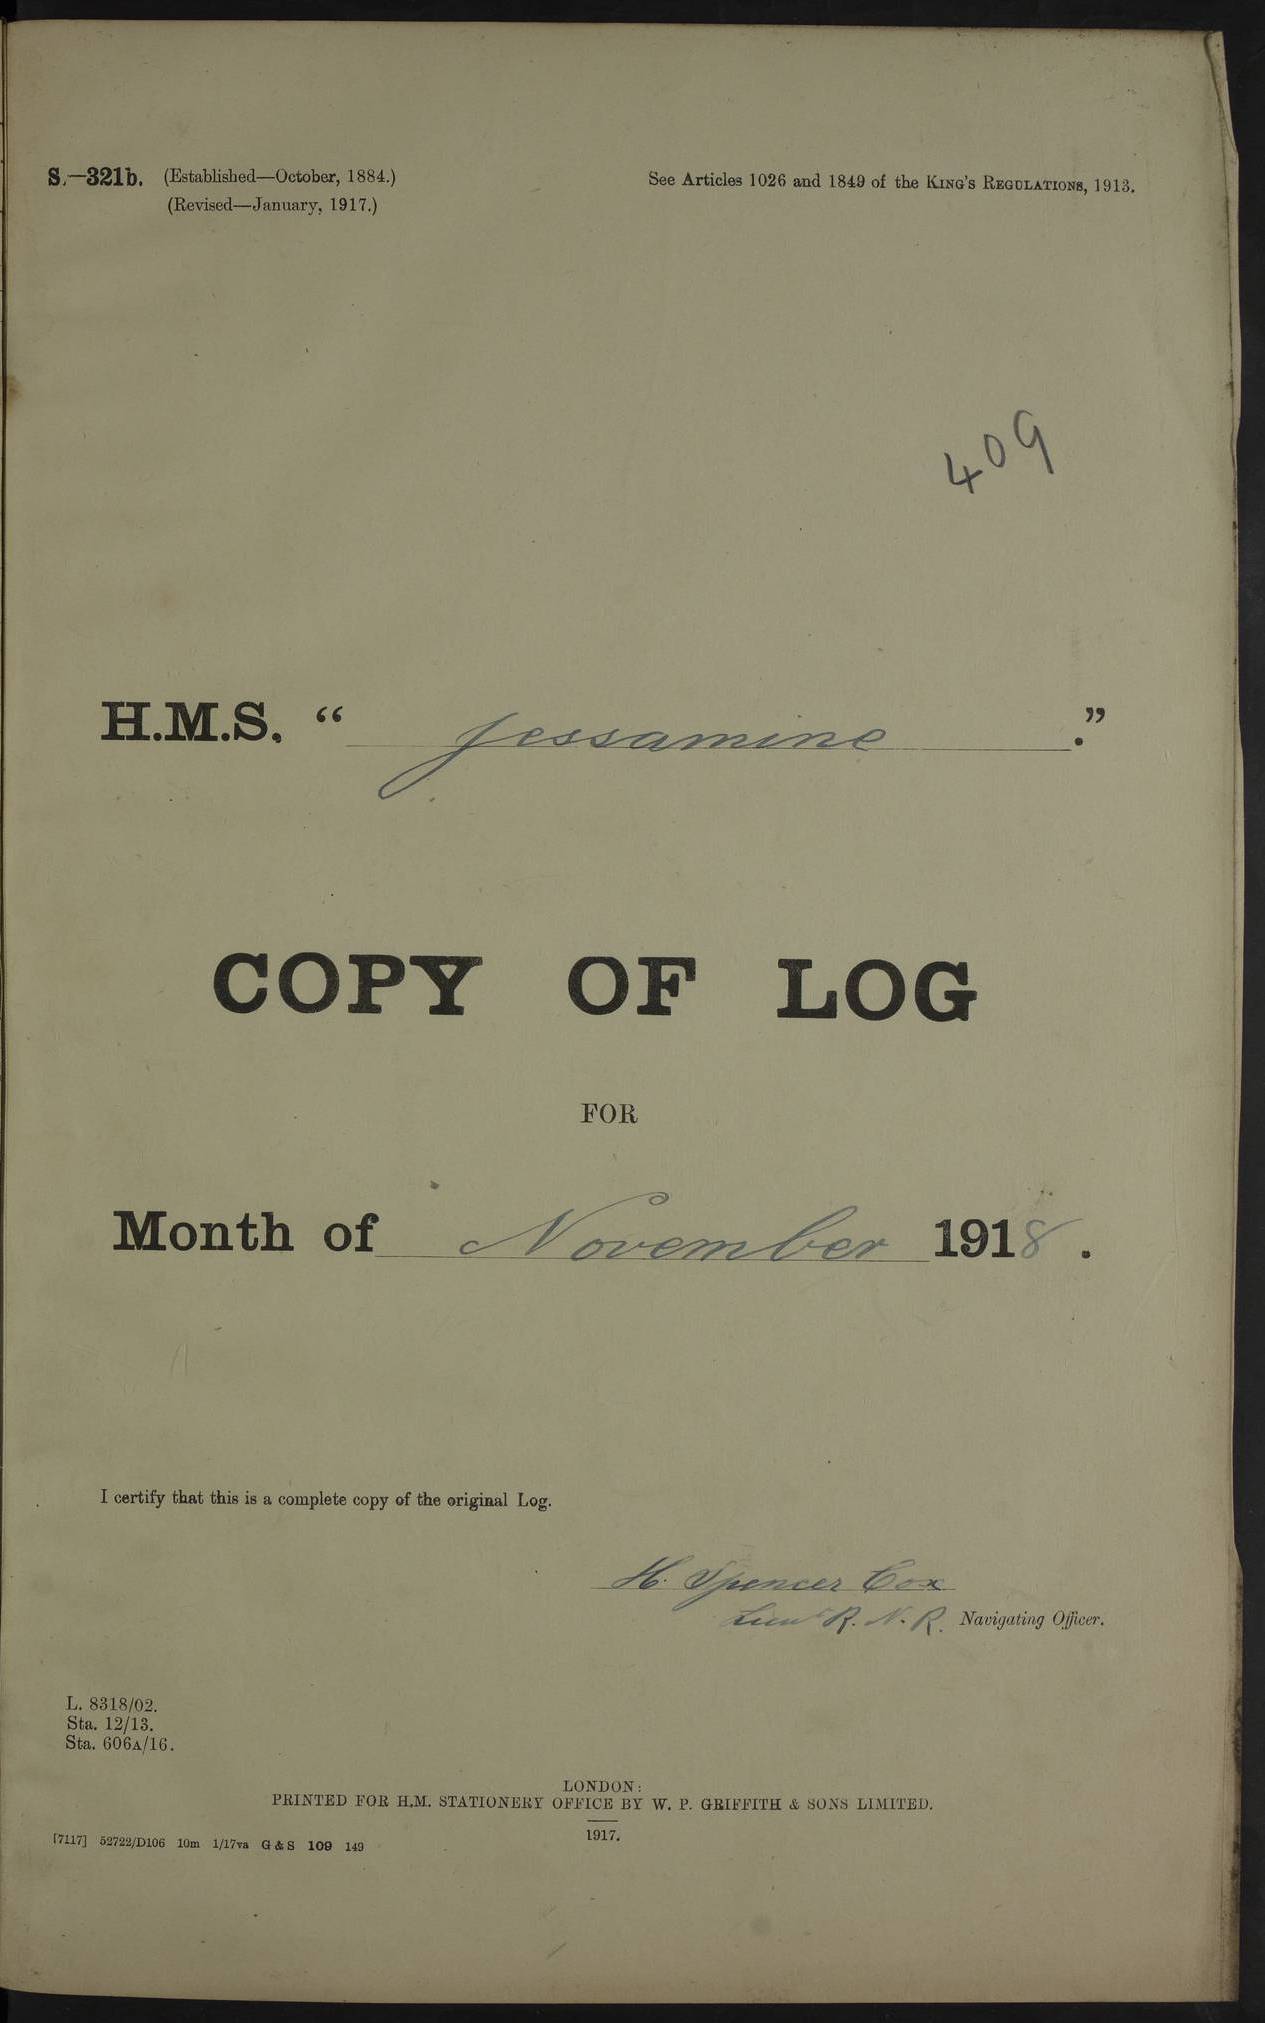 S.—321b. (Established—October, 1884.)
(Revised—January, 1917.)
See Articles 1026 and 1849 of the KING'S REGULATIONS, 1913.
409
H.M.S. “ Jessamine .”
COPY OF LOG
FOR
Month of November 1918.
I certify that this is a complete copy of the original Log.
H. Spencer Cox
Lieut R. N. R. Navigating Officer.
L. 8318/02.
Sta. 12/13.
Sta. 606A/16.
LONDON:
PRINTED FOR H.M. STATIONERY OFFICE BY W. P. GRIFFITH & SONS LIMITED.
1917.
[7117] 52722/D106 10m 1/17va G & S 109 149